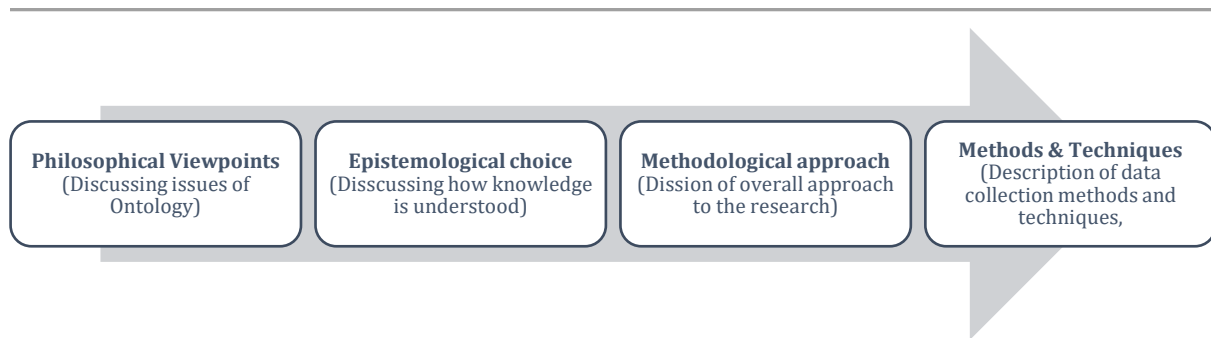 Philosophical Viewpoints
(Discussing issues of
Ontology)
Epistemological choice
(Disscussing how knowledge
is understood)
Methodological approach
(Dission of overall approach
to the research)
Methods & Techniques
(Description of data
collection methods and
techniques,